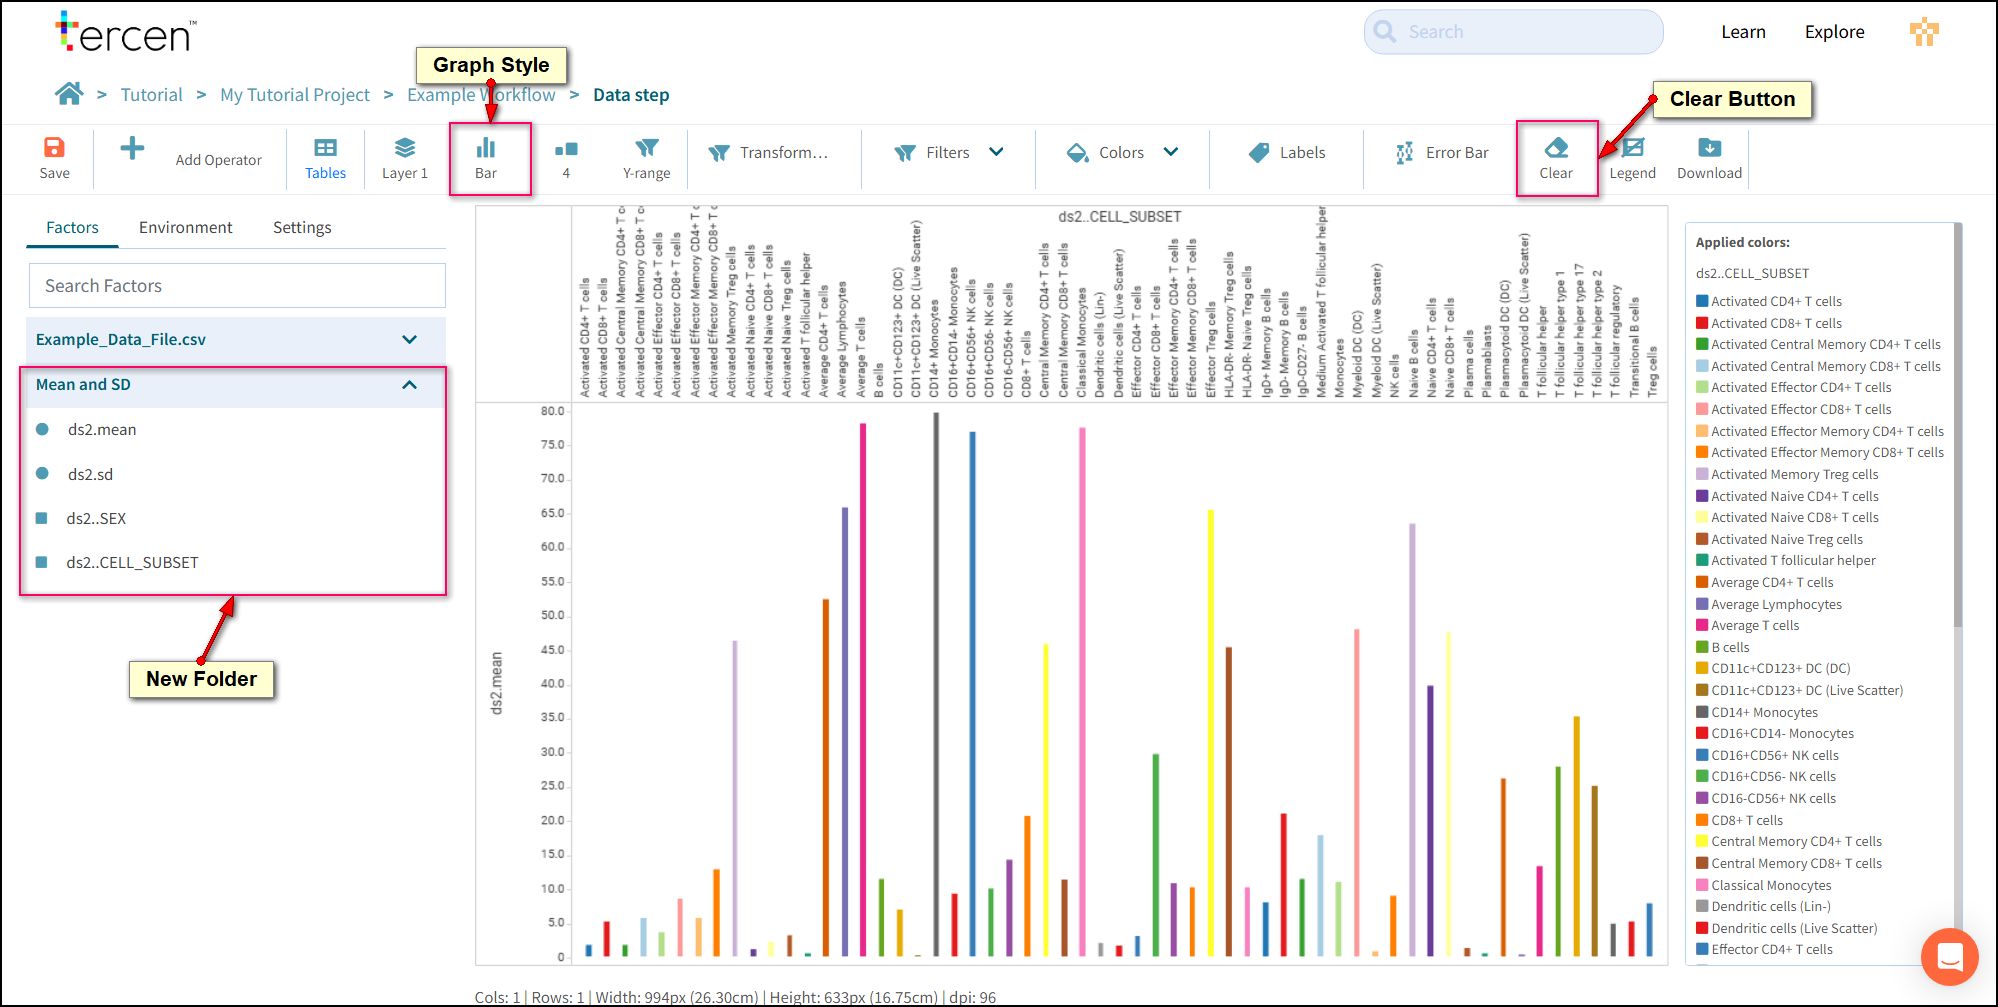 tercen™
Search
Learn
Explore
Graph Style
Clear Button
> Tutorial > My Tutorial Project > Example Workflow > Data step
Save
Add Operator
Tables
Layer 1
Bar
4
Y-range
Transform...
Filters
Colors
Labels
Error Bar
Clear
Legend
Download
Factors
Environment
Settings
Search Factors
Example_Data_File.csv
Mean and SD
ds2.mean
ds2.sd
ds2..SEX
ds2..CELL_SUBSET
New Folder
ds2..CELL_SUBSET
Activated CD4+ T cells
Activated CD8+ T cells
Activated Central Memory CD4+ T c
Activated Central Memory CD8+ T c
Activated Effector CD4+ T cells
Activated Effector CD8+ T cells
Activated Effector Memory CD4+ T c
Activated Effector Memory CD8+ T c
Activated Memory Treg cells
Activated Naive CD4+ T cells
Activated Naive CD8+ T cells
Activated Naive Treg cells
Activated T follicular helper
Average CD4+ T cells
Average Lymphocytes
Average T cells
B cells
CD11c+CD123+ DC (DC)
CD11c+CD123+ DC (Live Scatter)
CD14+ Monocytes
CD16+CD14- Monocytes
CD16+CD56+ NK cells
CD16+CD56- NK cells
CD16-CD56+ NK cells
CD8+ T cells
Central Memory CD4+ T cells
Central Memory CD8+ T cells
Classical Monocytes
Dendritic cells (Lin-)
Dendritic cells (Live Scatter)
Effector CD4+ T cells
Effector CD8+ T cells
Effector Memory CD4+ T cells
Effector Memory CD8+ T cells
Effector Treg cells
HLA-DR- Memory Treg cells
HLA-DR- Naive Treg cells
IgD+ Memory B cells
IgD- Memory B cells
IgD-CD27- B cells
Medium Activated T follicular helper
Monocytes
Myeloid DC (DC)
Myeloid DC (Live Scatter)
NK cells
Naive B cells
Naive CD4+ T cells
Naive CD8+ T cells
Plasma cells
Plasmablasts
Plasmacytoid DC (DC)
Plasmacytoid DC (Live Scatter)
T follicular helper
T follicular helper type 1
T follicular helper type 17
T follicular helper type 2
T follicular regulatory
Transitional B cells
Treg cells
ds2.mean
80.0
75.0
70.0
65.0
60.0
55.0
50.0
45.0
40.0
35.0
30.0
25.0
20.0
15.0
10.0
5.0
0
Applied colors:
ds2..CELL_SUBSET
Activated CD4+ T cells
Activated CD8+ T cells
Activated Central Memory CD4+ T cells
Activated Central Memory CD8+ T cells
Activated Effector CD4+ T cells
Activated Effector CD8+ T cells
Activated Effector Memory CD4+ T cells
Activated Effector Memory CD8+ T cells
Activated Memory Treg cells
Activated Naive CD4+ T cells
Activated Naive CD8+ T cells
Activated Naive Treg cells
Activated T follicular helper
Average CD4+ T cells
Average Lymphocytes
Average T cells
B cells
CD11c+CD123+ DC (DC)
CD11c+CD123+ DC (Live Scatter)
CD14+ Monocytes
CD16+CD14- Monocytes
CD16+CD56+ NK cells
CD16+CD56- NK cells
CD16-CD56+ NK cells
CD8+ T cells
Central Memory CD4+ T cells
Central Memory CD8+ T cells
Classical Monocytes
Dendritic cells (Lin-)
Dendritic cells (Live Scatter)
Effector CD4+ T cells
Cols: 1 | Rows: 1 | Width: 994px (26.30cm) | Height: 633px (16.75cm) | dpi: 96